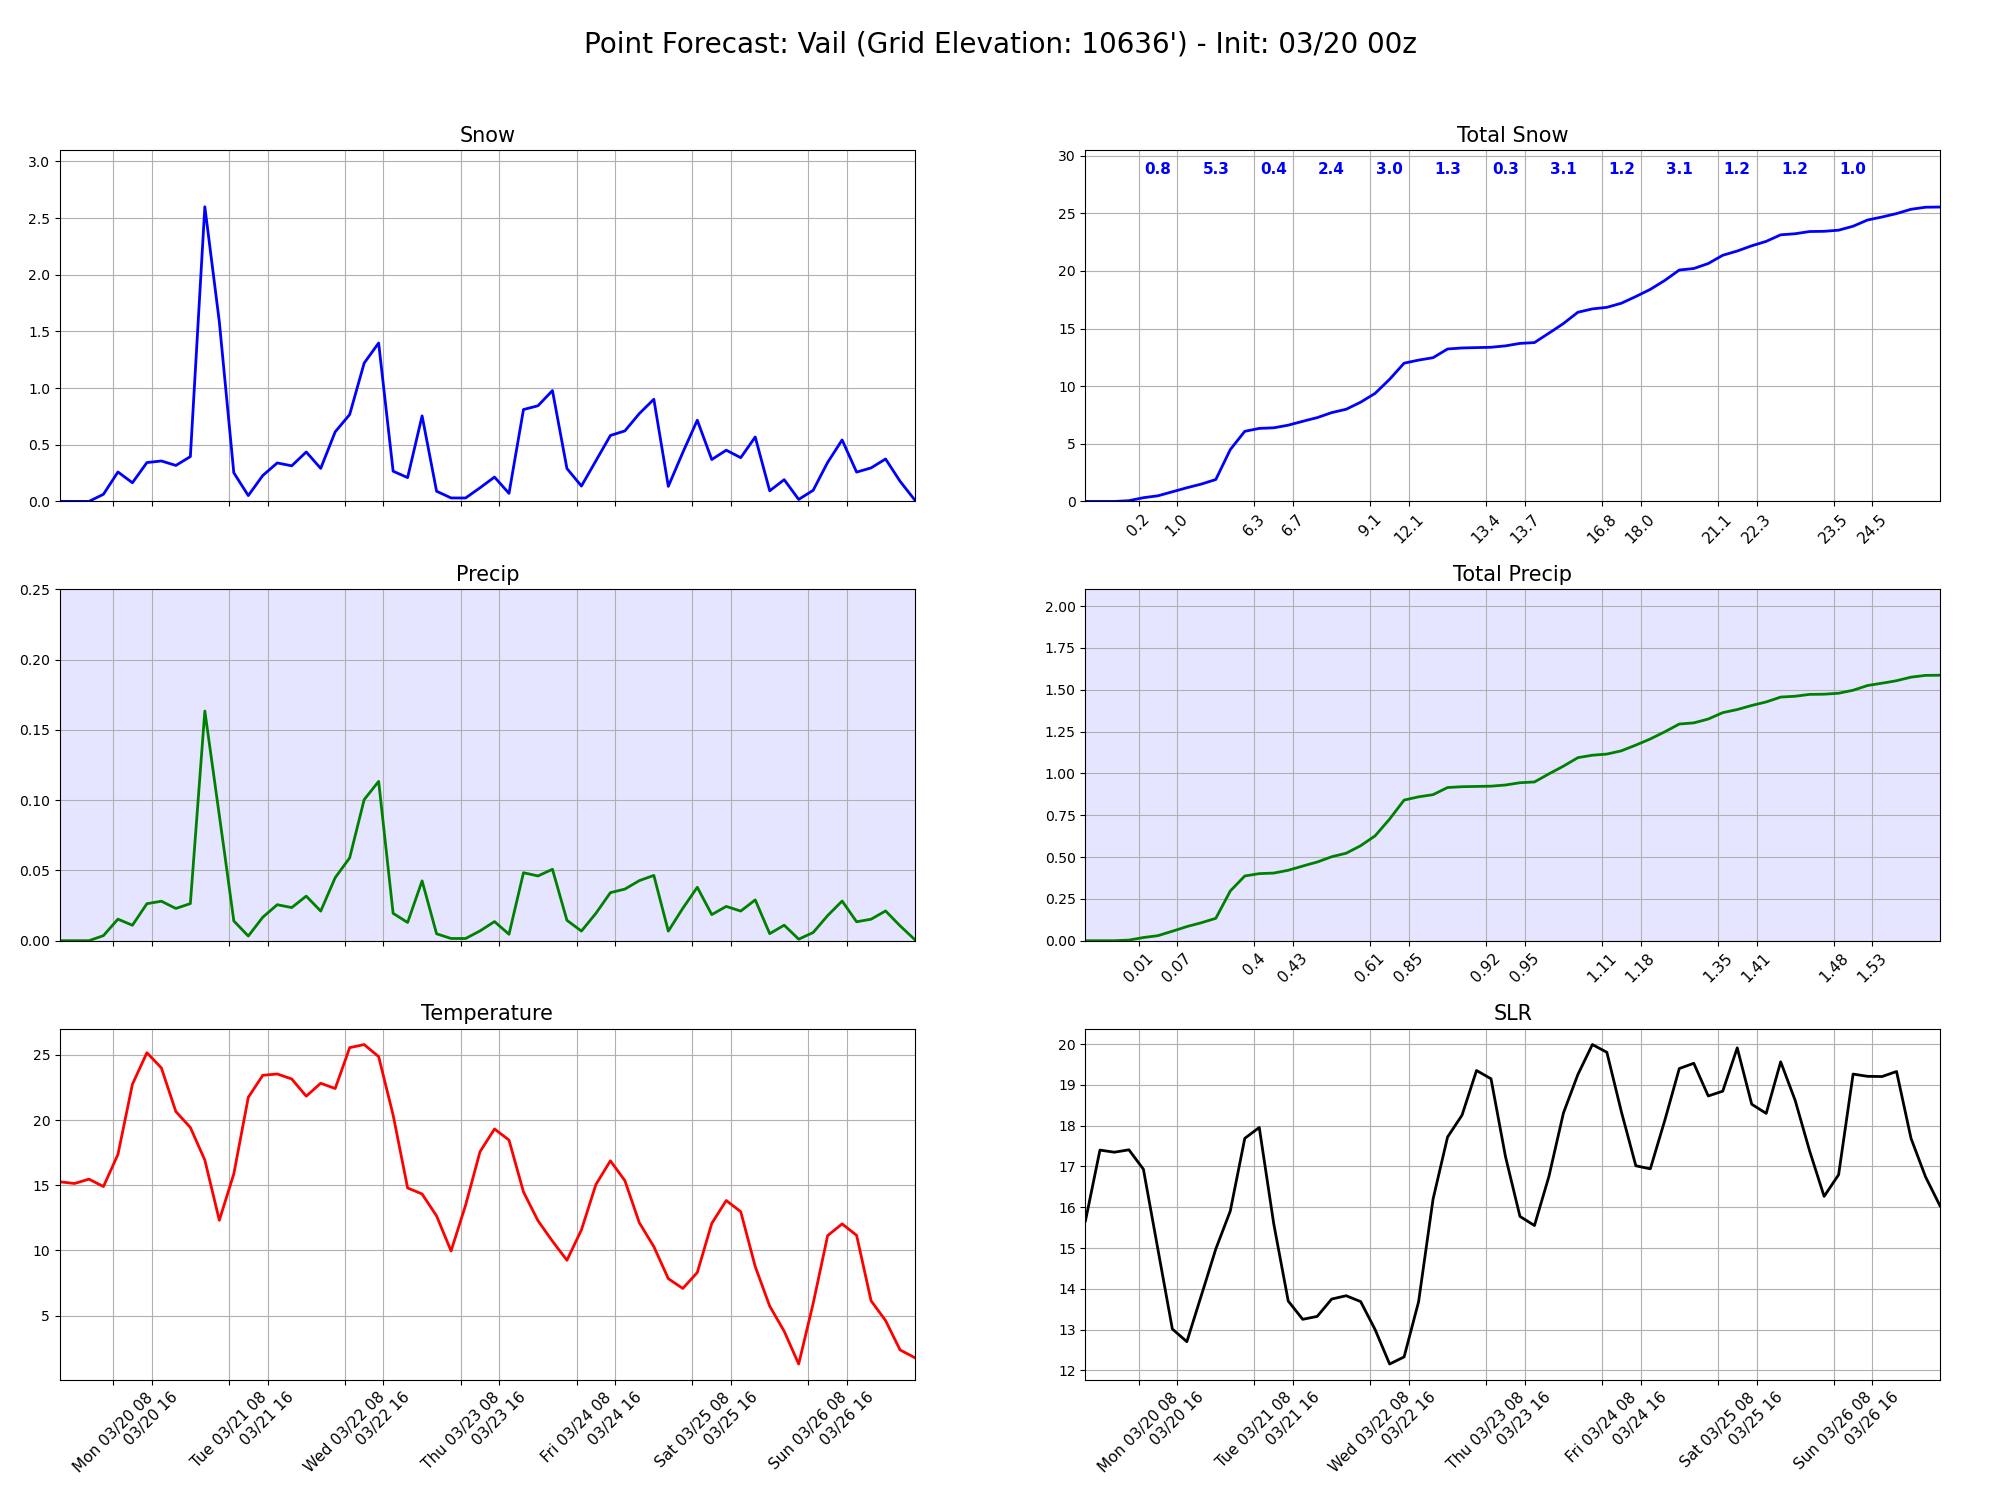 Point Forecast: Vail (Grid Elevation: 10636') - Init: 03/20 00z
Snow
3.0
2.5
2.0
1.5
1.0
0.5
0.0
Total Snow
0.8 5.3 0.4 2.4 3.0 1.3 0.3 3.1 1.2 3.1 1.2 1.2 1.0
30
25
20
15
10
5
0
0.2 1.0 6.3 6.7 9.1 12.1 13.4 13.7 16.8 18.0 21.1 22.3 23.5 24.5
Precip
0.25
0.20
0.15
0.10
0.05
0.00
Total Precip
2.00
1.75
1.50
1.25
1.00
0.75
0.50
0.25
0.00
0.01 0.07 0.4 0.43 0.61 0.85 0.92 0.95 1.11 1.18 1.35 1.41 1.48 1.53
Temperature
25
20
15
10
5
Mon 03/20 08
03/20 16
Tue 03/21 08
03/21 16
Wed 03/22 08
03/22 16
Thu 03/23 08
03/23 16
Fri 03/24 08
03/24 16
Sat 03/25 08
03/25 16
Sun 03/26 08
03/26 16
SLR
20
19
18
17
16
15
14
13
12
Mon 03/20 08
03/20 16
Tue 03/21 08
03/21 16
Wed 03/22 08
03/22 16
Thu 03/23 08
03/23 16
Fri 03/24 08
03/24 16
Sat 03/25 08
03/25 16
Sun 03/26 08
03/26 16